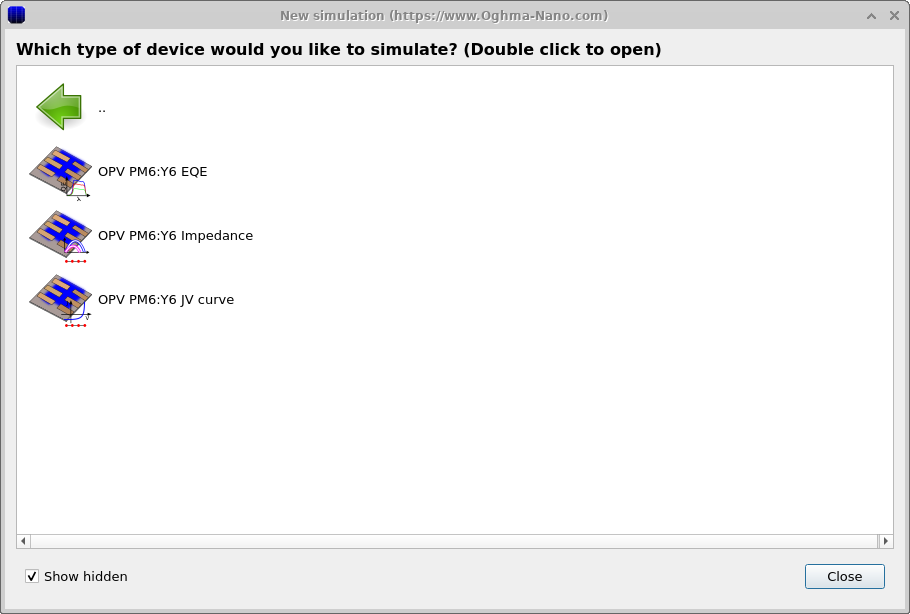 New simulation (https://www.Oghma-Nano.com)
Which type of device would you like to simulate? (Double click to open)
..
OPV PM6:Y6 EQE
OPV PM6:Y6 Impedance
OPV PM6:Y6 JV curve
Show hidden
Close